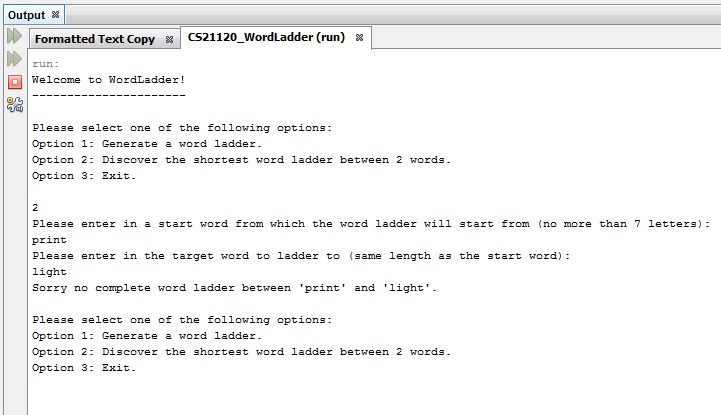 Output
Formatted Text Copy CS21120_WordLadder (run)
run:
Welcome to WordLadder!
----------------------
Please select one of the following options:
Option 1: Generate a word ladder.
Option 2: Discover the shortest word ladder between 2 words.
Option 3: Exit.
2
Please enter in a start word from which the word ladder will start from (no more than 7 letters):
print
Please enter in the target word to ladder to (same length as the start word):
light
Sorry no complete word ladder between 'print' and 'light'.
Please select one of the following options:
Option 1: Generate a word ladder.
Option 2: Discover the shortest word ladder between 2 words.
Option 3: Exit.